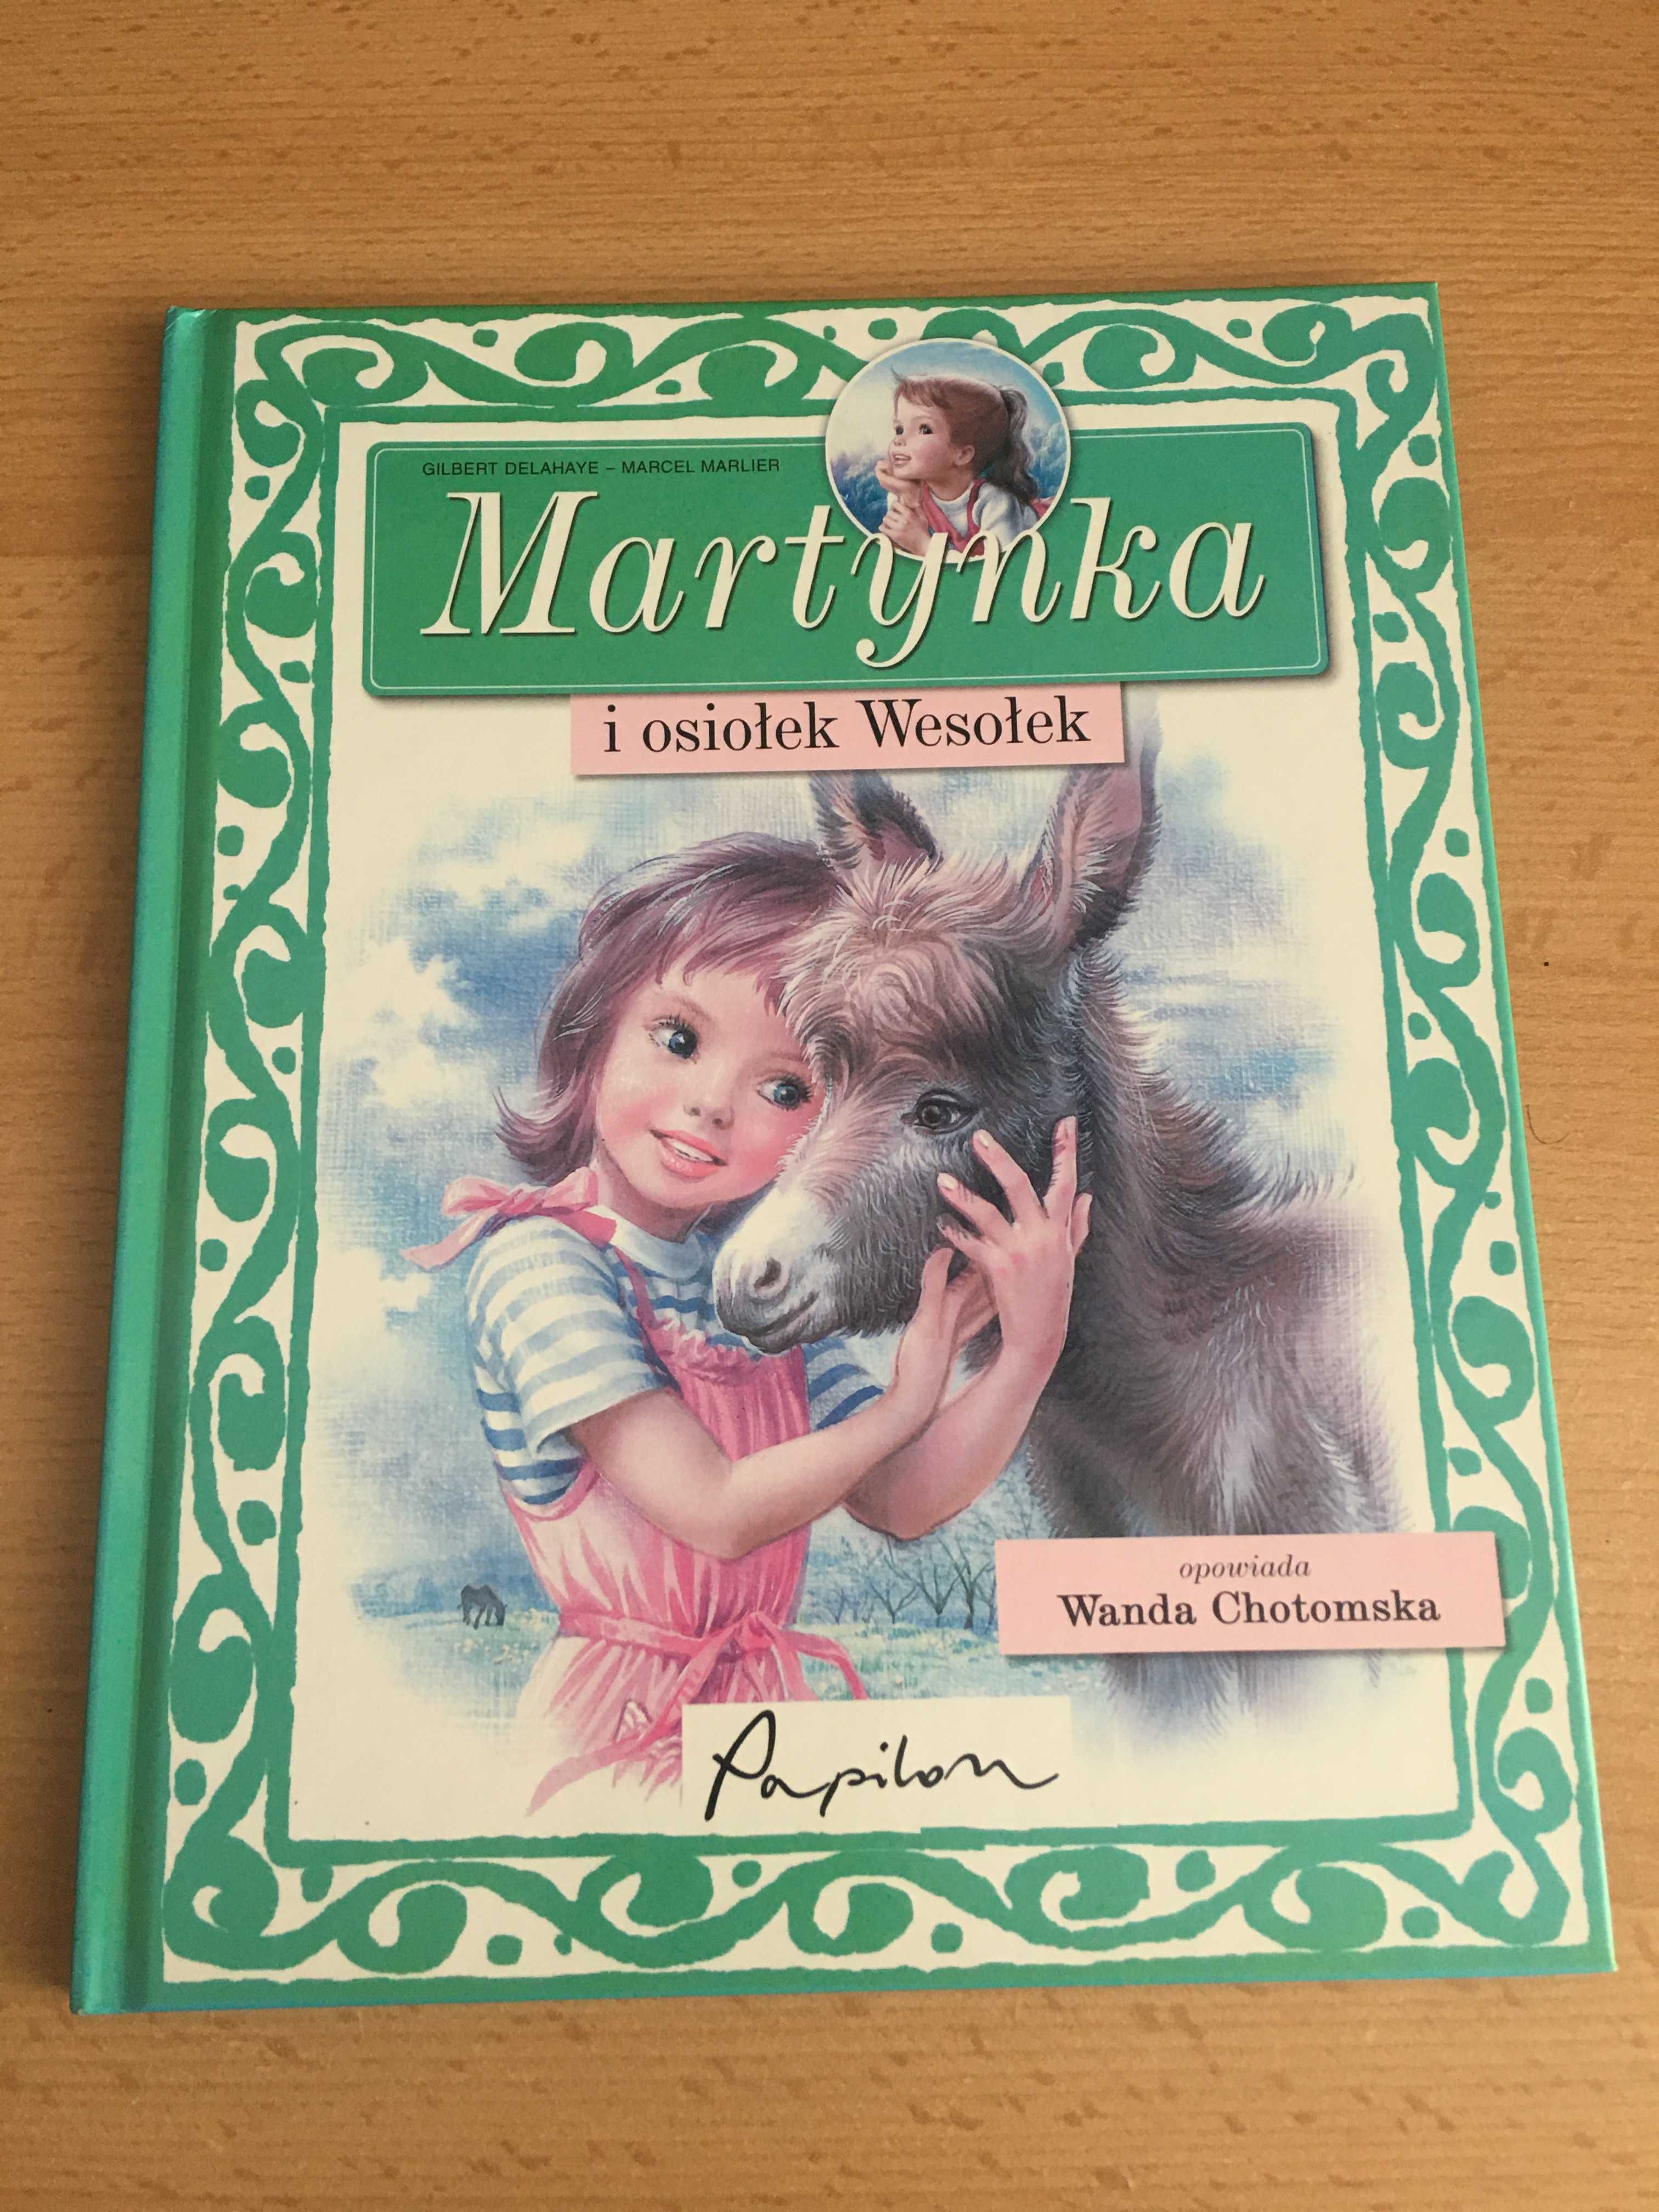 GILBERT DELAHAYE – MARCEL MARLIER
Martynka
i osiołek Wesołek
opowiada
Wanda Chotomska
Papilon